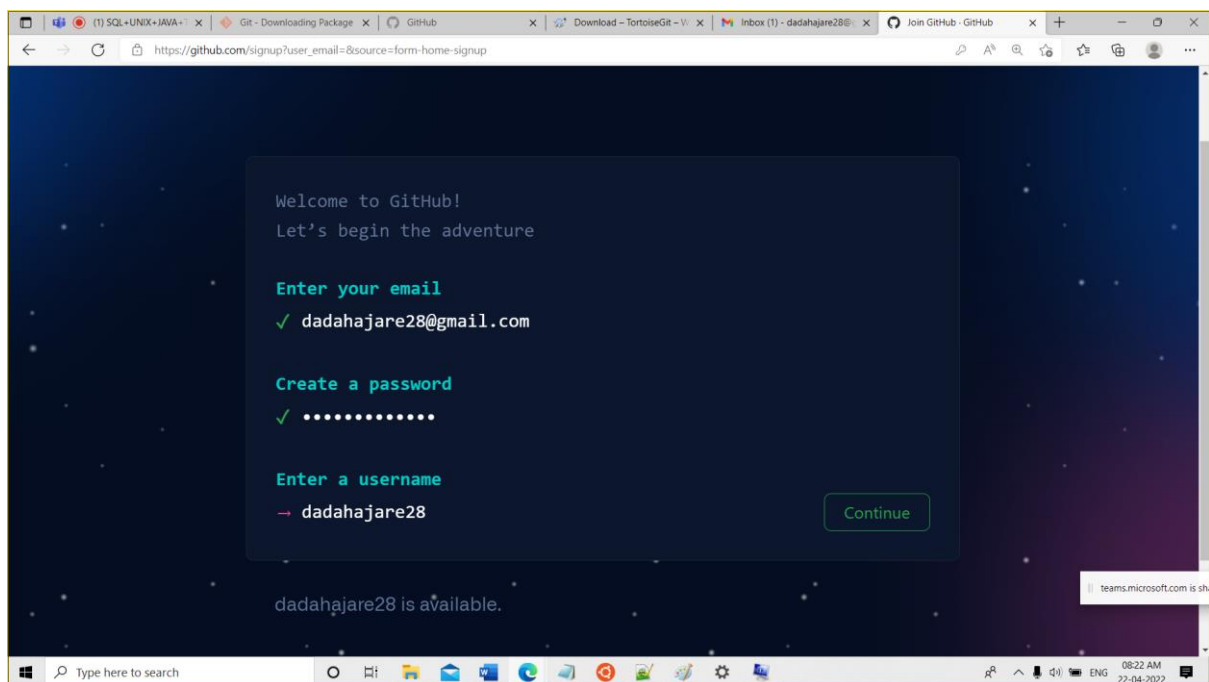 (1) SQL+UNIX+JAVA+T
Git - Downloading Package
GitHub
Download – TortoiseGit – W
Inbox (1) - dadahajare28@
Join GitHub · GitHub
https://github.com/signup?user_email=&source=form-home-signup
Welcome to GitHub!
Let’s begin the adventure
Enter your email
✓ dadahajare28@gmail.com
Create a password
✓ •••••••••••••
Enter a username
→ dadahajare28
Continue
dadahajare28 is available.
teams.microsoft.com is sha
Type here to search
ENG
08:22 AM
22-04-2022